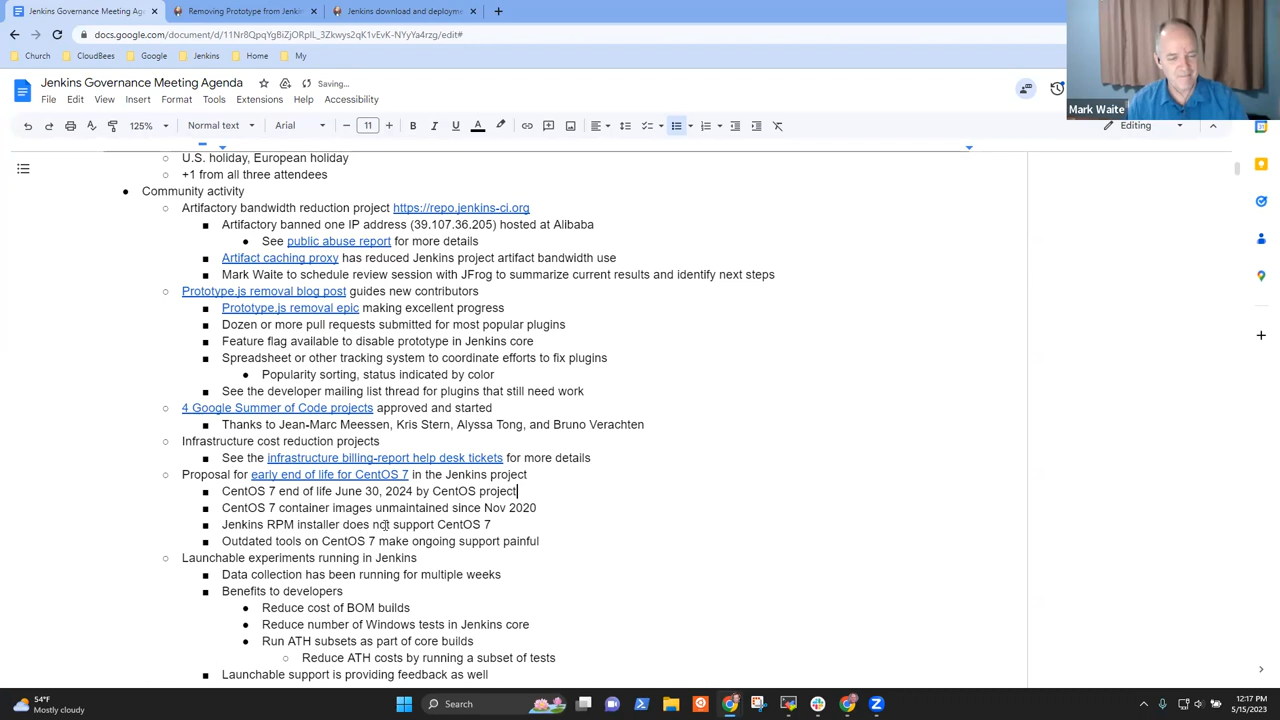 Jenkins Governance Meeting Age
Removing Prototype from Jenkin
Jenkins download and deployme
docs.google.com/document/d/11Nr8QpqYgBiZjORpIL_3Zkwys2qK1vEvK-NYyYa4rzg/edit#
Church
CloudBees
Google
Jenkins
Home
My
Mark Waite
Jenkins Governance Meeting Agenda
Saving...
File Edit View Insert Format Tools Extensions Help Accessibility
125% Normal text Arial 11 Editing
U.S. holiday, European holiday
+1 from all three attendees
Community activity
Artifactory bandwidth reduction project https://repo.jenkins-ci.org
Artifactory banned one IP address (39.107.36.205) hosted at Alibaba
See public abuse report for more details
Artifact caching proxy has reduced Jenkins project artifact bandwidth use
Mark Waite to schedule review session with JFrog to summarize current results and identify next steps
Prototype.js removal blog post guides new contributors
Prototype.js removal epic making excellent progress
Dozen or more pull requests submitted for most popular plugins
Feature flag available to disable prototype in Jenkins core
Spreadsheet or other tracking system to coordinate efforts to fix plugins
Popularity sorting, status indicated by color
See the developer mailing list thread for plugins that still need work
4 Google Summer of Code projects approved and started
Thanks to Jean-Marc Meessen, Kris Stern, Alyssa Tong, and Bruno Verachten
Infrastructure cost reduction projects
See the infrastructure billing-report help desk tickets for more details
Proposal for early end of life for CentOS 7 in the Jenkins project
CentOS 7 end of life June 30, 2024 by CentOS project
CentOS 7 container images unmaintained since Nov 2020
Jenkins RPM installer does not support CentOS 7
Outdated tools on CentOS 7 make ongoing support painful
Launchable experiments running in Jenkins
Data collection has been running for multiple weeks
Benefits to developers
Reduce cost of BOM builds
Reduce number of Windows tests in Jenkins core
Run ATH subsets as part of core builds
Reduce ATH costs by running a subset of tests
Launchable support is providing feedback as well
54°F
Mostly cloudy
Search
12:17 PM
5/15/2023